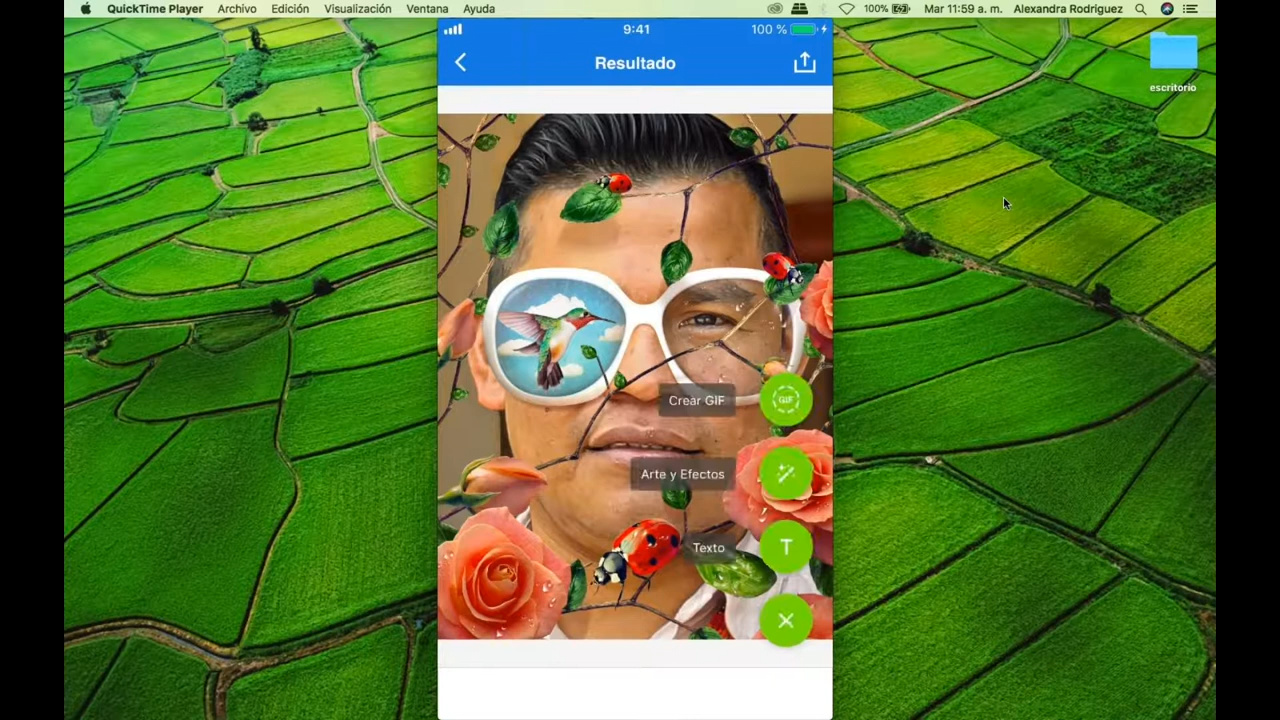 QuickTime Player Archivo Edición Visualización Ventana Ayuda 100% Mar 11:59 a. m. Alexandra Rodriguez
9:41 100 %
Resultado
escritorio
Crear GIF GIF
Arte y Efectos
Texto T